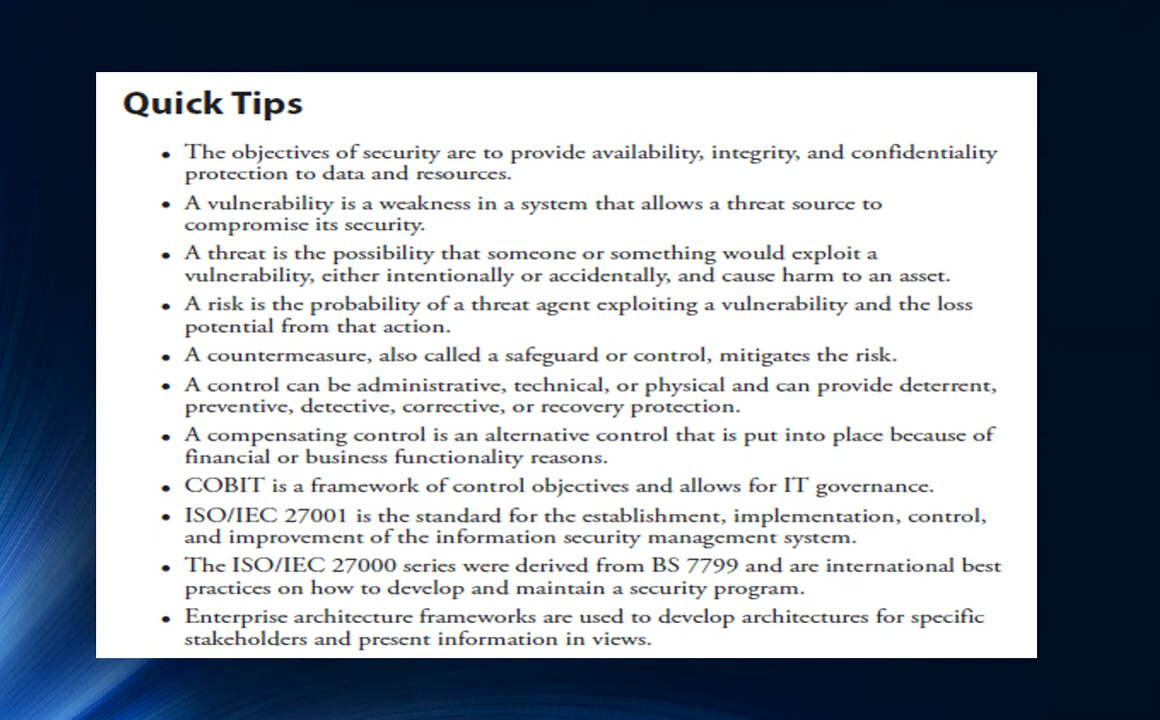 Quick Tips
• The objectives of security are to provide availability, integrity, and confidentiality
protection to data and resources.
• A vulnerability is a weakness in a system that allows a threat source to
compromise its security.
• A threat is the possibility that someone or something would exploit a
vulnerability, either intentionally or accidentally, and cause harm to an asset.
• A risk is the probability of a threat agent exploiting a vulnerability and the loss
potential from that action.
• A countermeasure, also called a safeguard or control, mitigates the risk.
• A control can be administrative, technical, or physical and can provide deterrent,
preventive, detective, corrective, or recovery protection.
• A compensating control is an alternative control that is put into place because of
financial or business functionality reasons.
• COBIT is a framework of control objectives and allows for IT governance.
• ISO/IEC 27001 is the standard for the establishment, implementation, control,
and improvement of the information security management system.
• The ISO/IEC 27000 series were derived from BS 7799 and are international best
practices on how to develop and maintain a security program.
• Enterprise architecture frameworks are used to develop architectures for specific
stakeholders and present information in views.